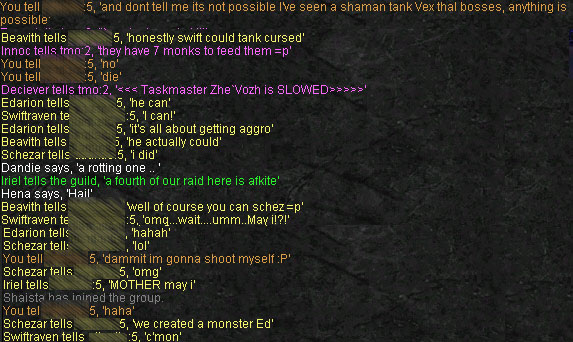 You tell :5, 'and dont tell me its not possible I've seen a shaman tank Vex thal bosses, anything is
possible
Beavith tells 5, 'honestly swift could tank cursed'
Innoc tells tmo:2, 'they have 7 monks to feed them =p'
You tell :5, 'no'
You tell :5, 'die'
Deciever tells tmo:2, '<<< Taskmaster Zhe`Vozh is SLOWED>>>>>'
Edarion tells 5, 'he can'
Swiftraven tells :5, 'I can!'
Edarion tells 5, 'it's all about getting aggro'
Beavith tells 5, 'he actually could'
Schezar tells 5, 'i did'
Dandie says, 'a rotting one .. '
Iriel tells the guild, 'a fourth of our raid here is afkite'
Hena says, 'Hail'
Beavith tells 'well of course you can schez =p'
Swiftraven tells :5, 'omg...wait....umm..May i!?!'
Edarion tells , 'hahah'
Schezar tells , 'lol'
You tell 5, 'dammit im gonna shoot myself :P'
Schezar tells 5, 'omg'
Iriel tells :5, 'MOTHER may i'
Shaista has joined the group.
You tell 5, 'haha'
Schezar tells 5, 'we created a monster Ed'
Swiftraven tells :5, 'c'mon'